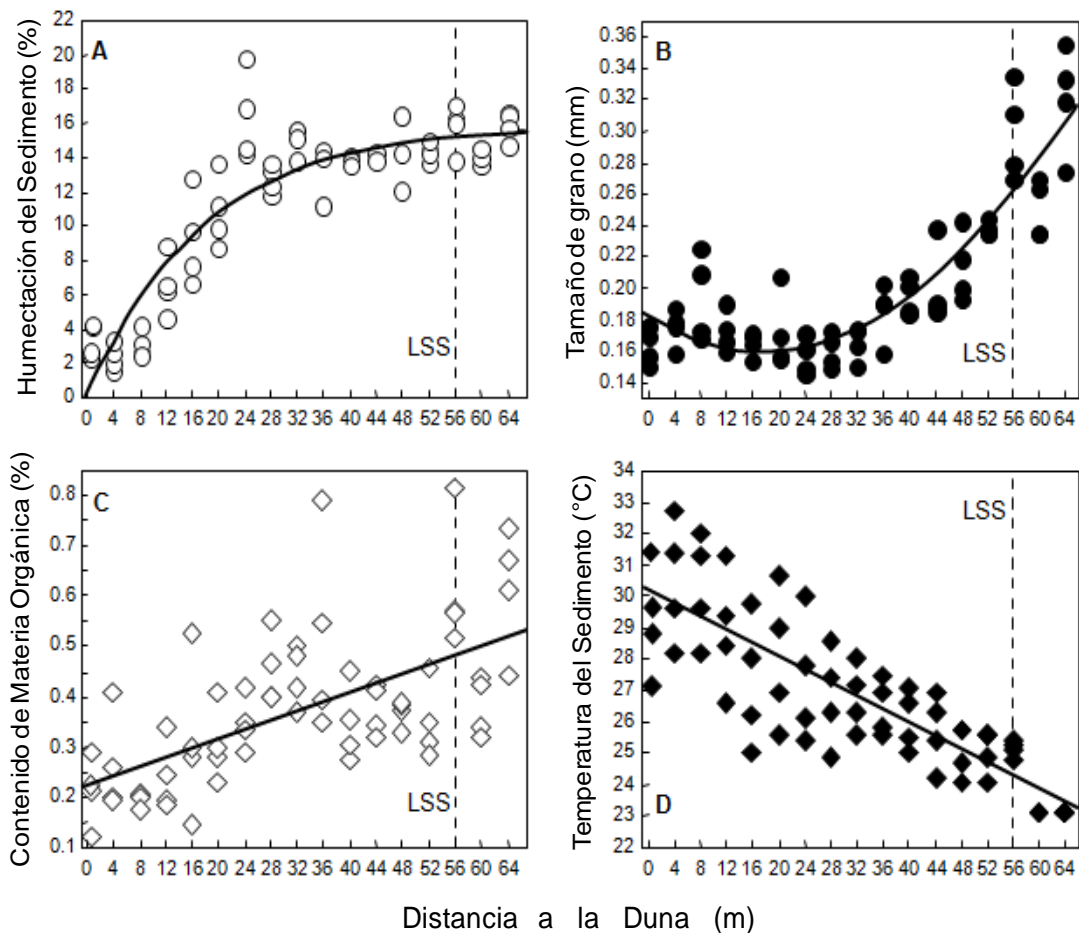 Humectación del Sedimento (%)
22
20
18
16
14
12
10
8
6
4
2
0
A
LSS
0 4 8 12 16 20 24 28 32 36 40 44 48 52 56 60 64
Tamaño de grano (mm)
0.36
0.34
0.32
0.30
0.28
0.26
0.24
0.22
0.20
0.18
0.16
0.14
B
LSS
0 4 8 12 16 20 24 28 32 36 40 44 48 52 56 60 64
Contenido de Materia Orgánica (%)
0.8
0.7
0.6
0.5
0.4
0.3
0.2
0.1
C
LSS
0 4 8 12 16 20 24 28 32 36 40 44 48 52 56 60 64
Temperatura del Sedimento (°C)
34
33
32
31
30
29
28
27
26
25
24
23
22
LSS
D
0 4 8 12 16 20 24 28 32 36 40 44 48 52 56 60 64
Distancia a la Duna (m)